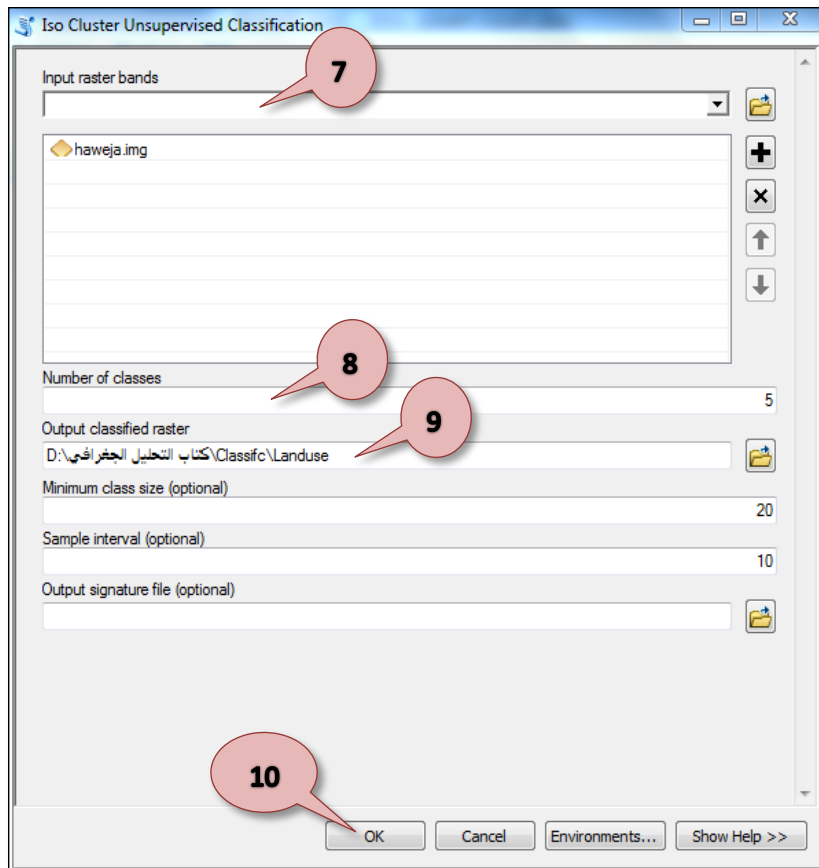 Iso Cluster Unsupervised Classification
7
Input raster bands
haweja.img
8
Number of classes
5
9
Output classified raster
D:\كتاب التحليل الجغرافي\Classifc\Landuse
Minimum class size (optional)
20
Sample interval (optional)
10
Output signature file (optional)
10
OK
Cancel
Environments...
Show Help >>